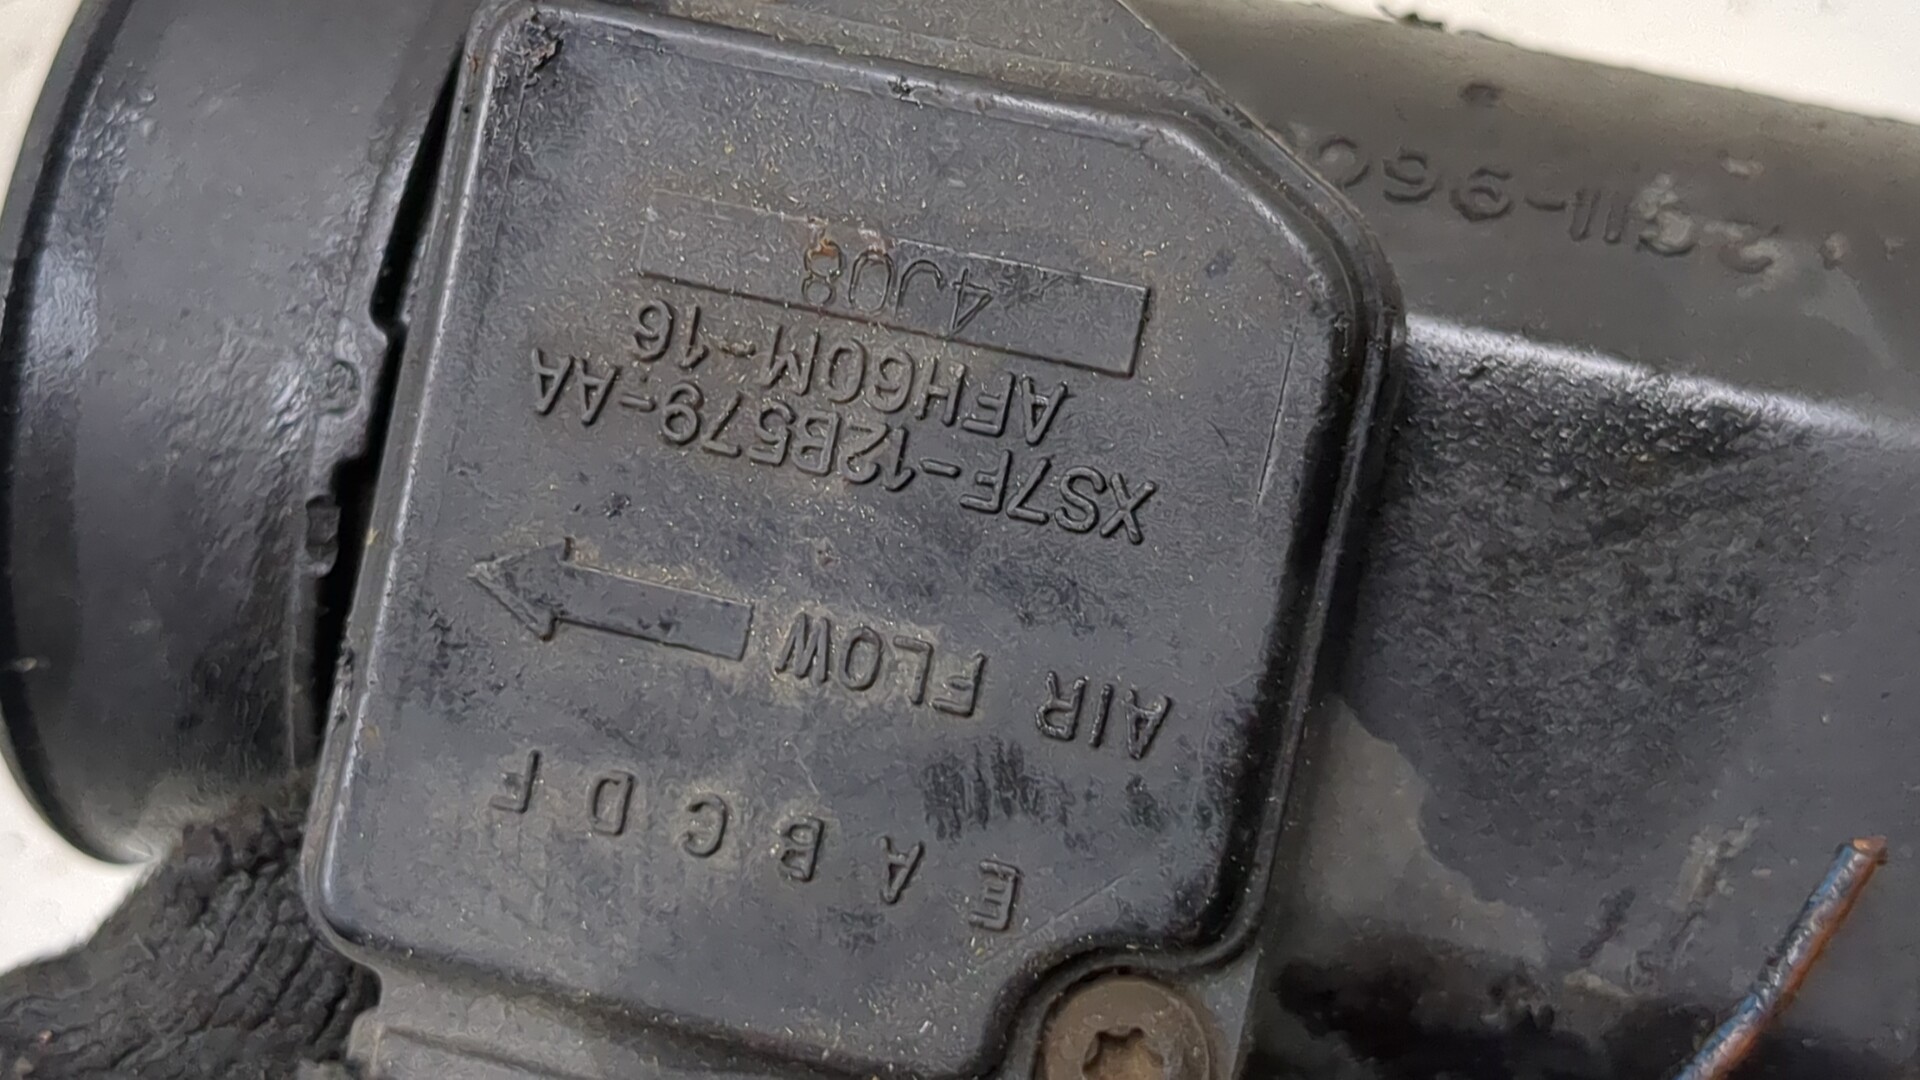 E A B C D F
AIR FLOW
XS7F-12B579-AA
AFH60M-16
4J08